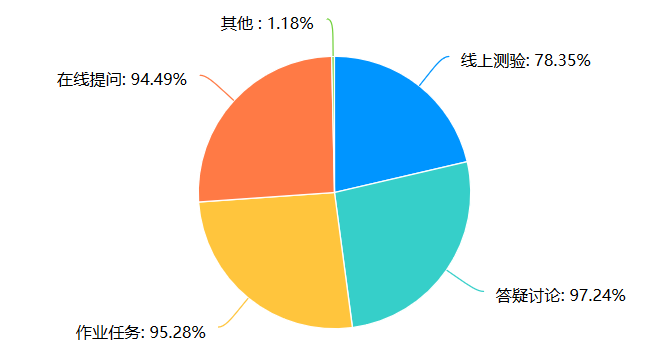 其他 : 1.18%
线上测验: 78.35%
在线提问: 94.49%
答疑讨论: 97.24%
作业任务: 95.28%